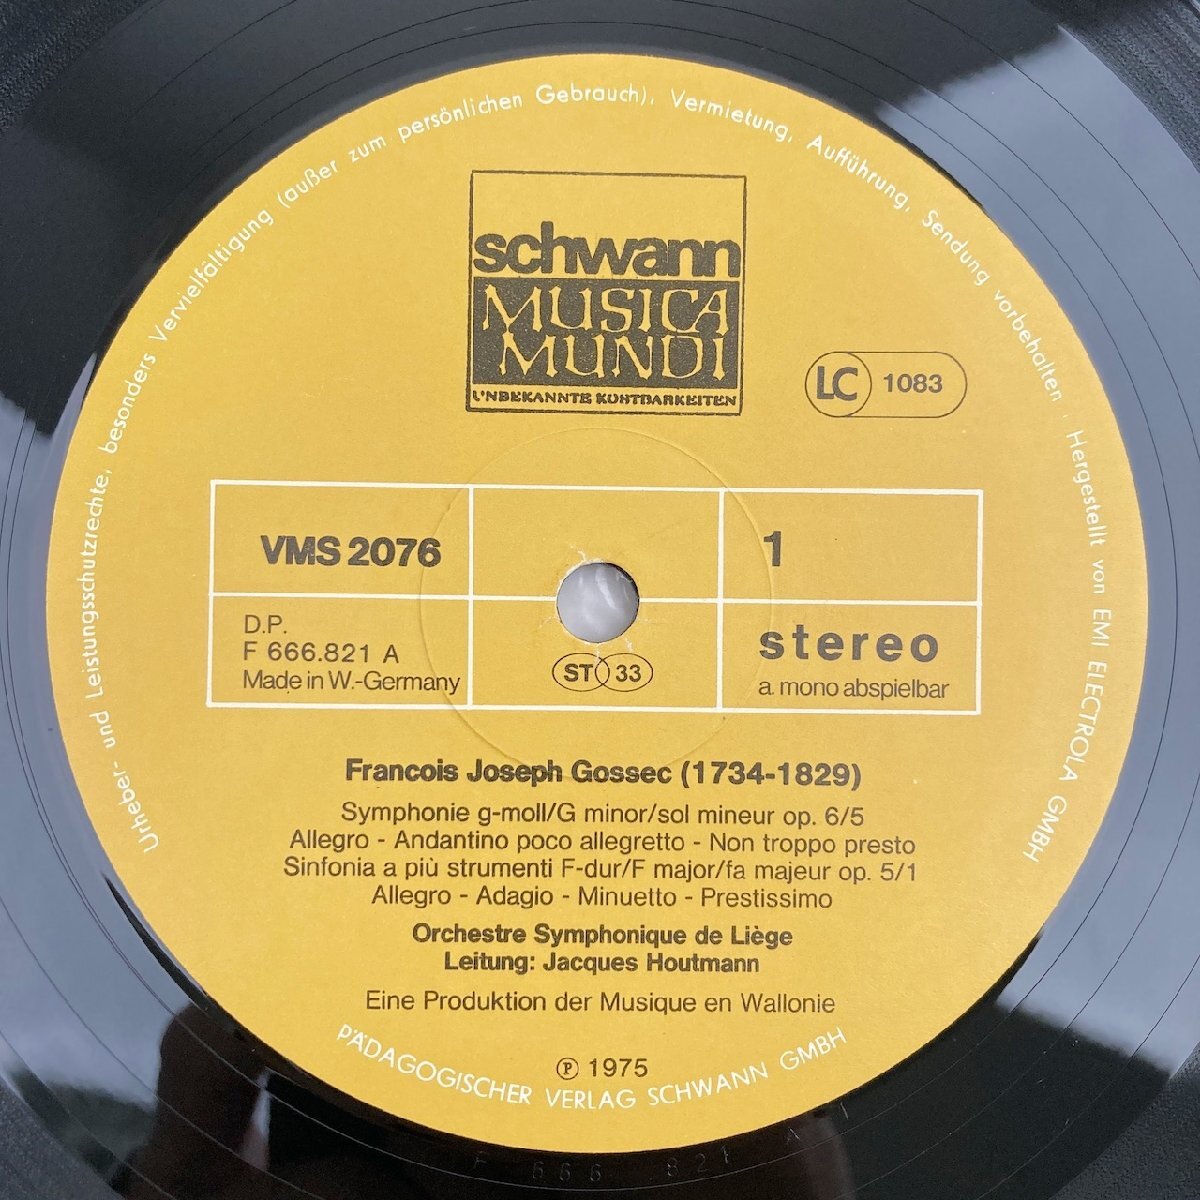 Urheber- und Leistungsschutzrechte, besonders Vervielfältigung (außer zum persönlichen Gebrauch), Vermietung, Aufführung, Sendung vorbehalten · Hergestellt von EMI ELECTROLA GMBH
schwann
MUSICA
MUNDI
UNBEKANNTE KOSTBARKEITEN
LC 1083
VMS 2076
1
D.P.
F 666.821 A
Made in W.-Germany
ST 33
stereo
a mono abspielbar
Francois Joseph Gossec (1734-1829)
Symphonie g-moll/G minor/sol mineur op. 6/5
Allegro - Andantino poco allegretto - Non troppo presto
Sinfonia a più strumenti F-dur/F major/fa majeur op. 5/1
Allegro - Adagio - Minuetto - Prestissimo
Orchestre Symphonique de Liège
Leitung: Jacques Houtmann
Eine Produktion der Musique en Wallonie
Ⓟ 1975
PÄDAGOGISCHER VERLAG SCHWANN GMBH
F 666 821 A